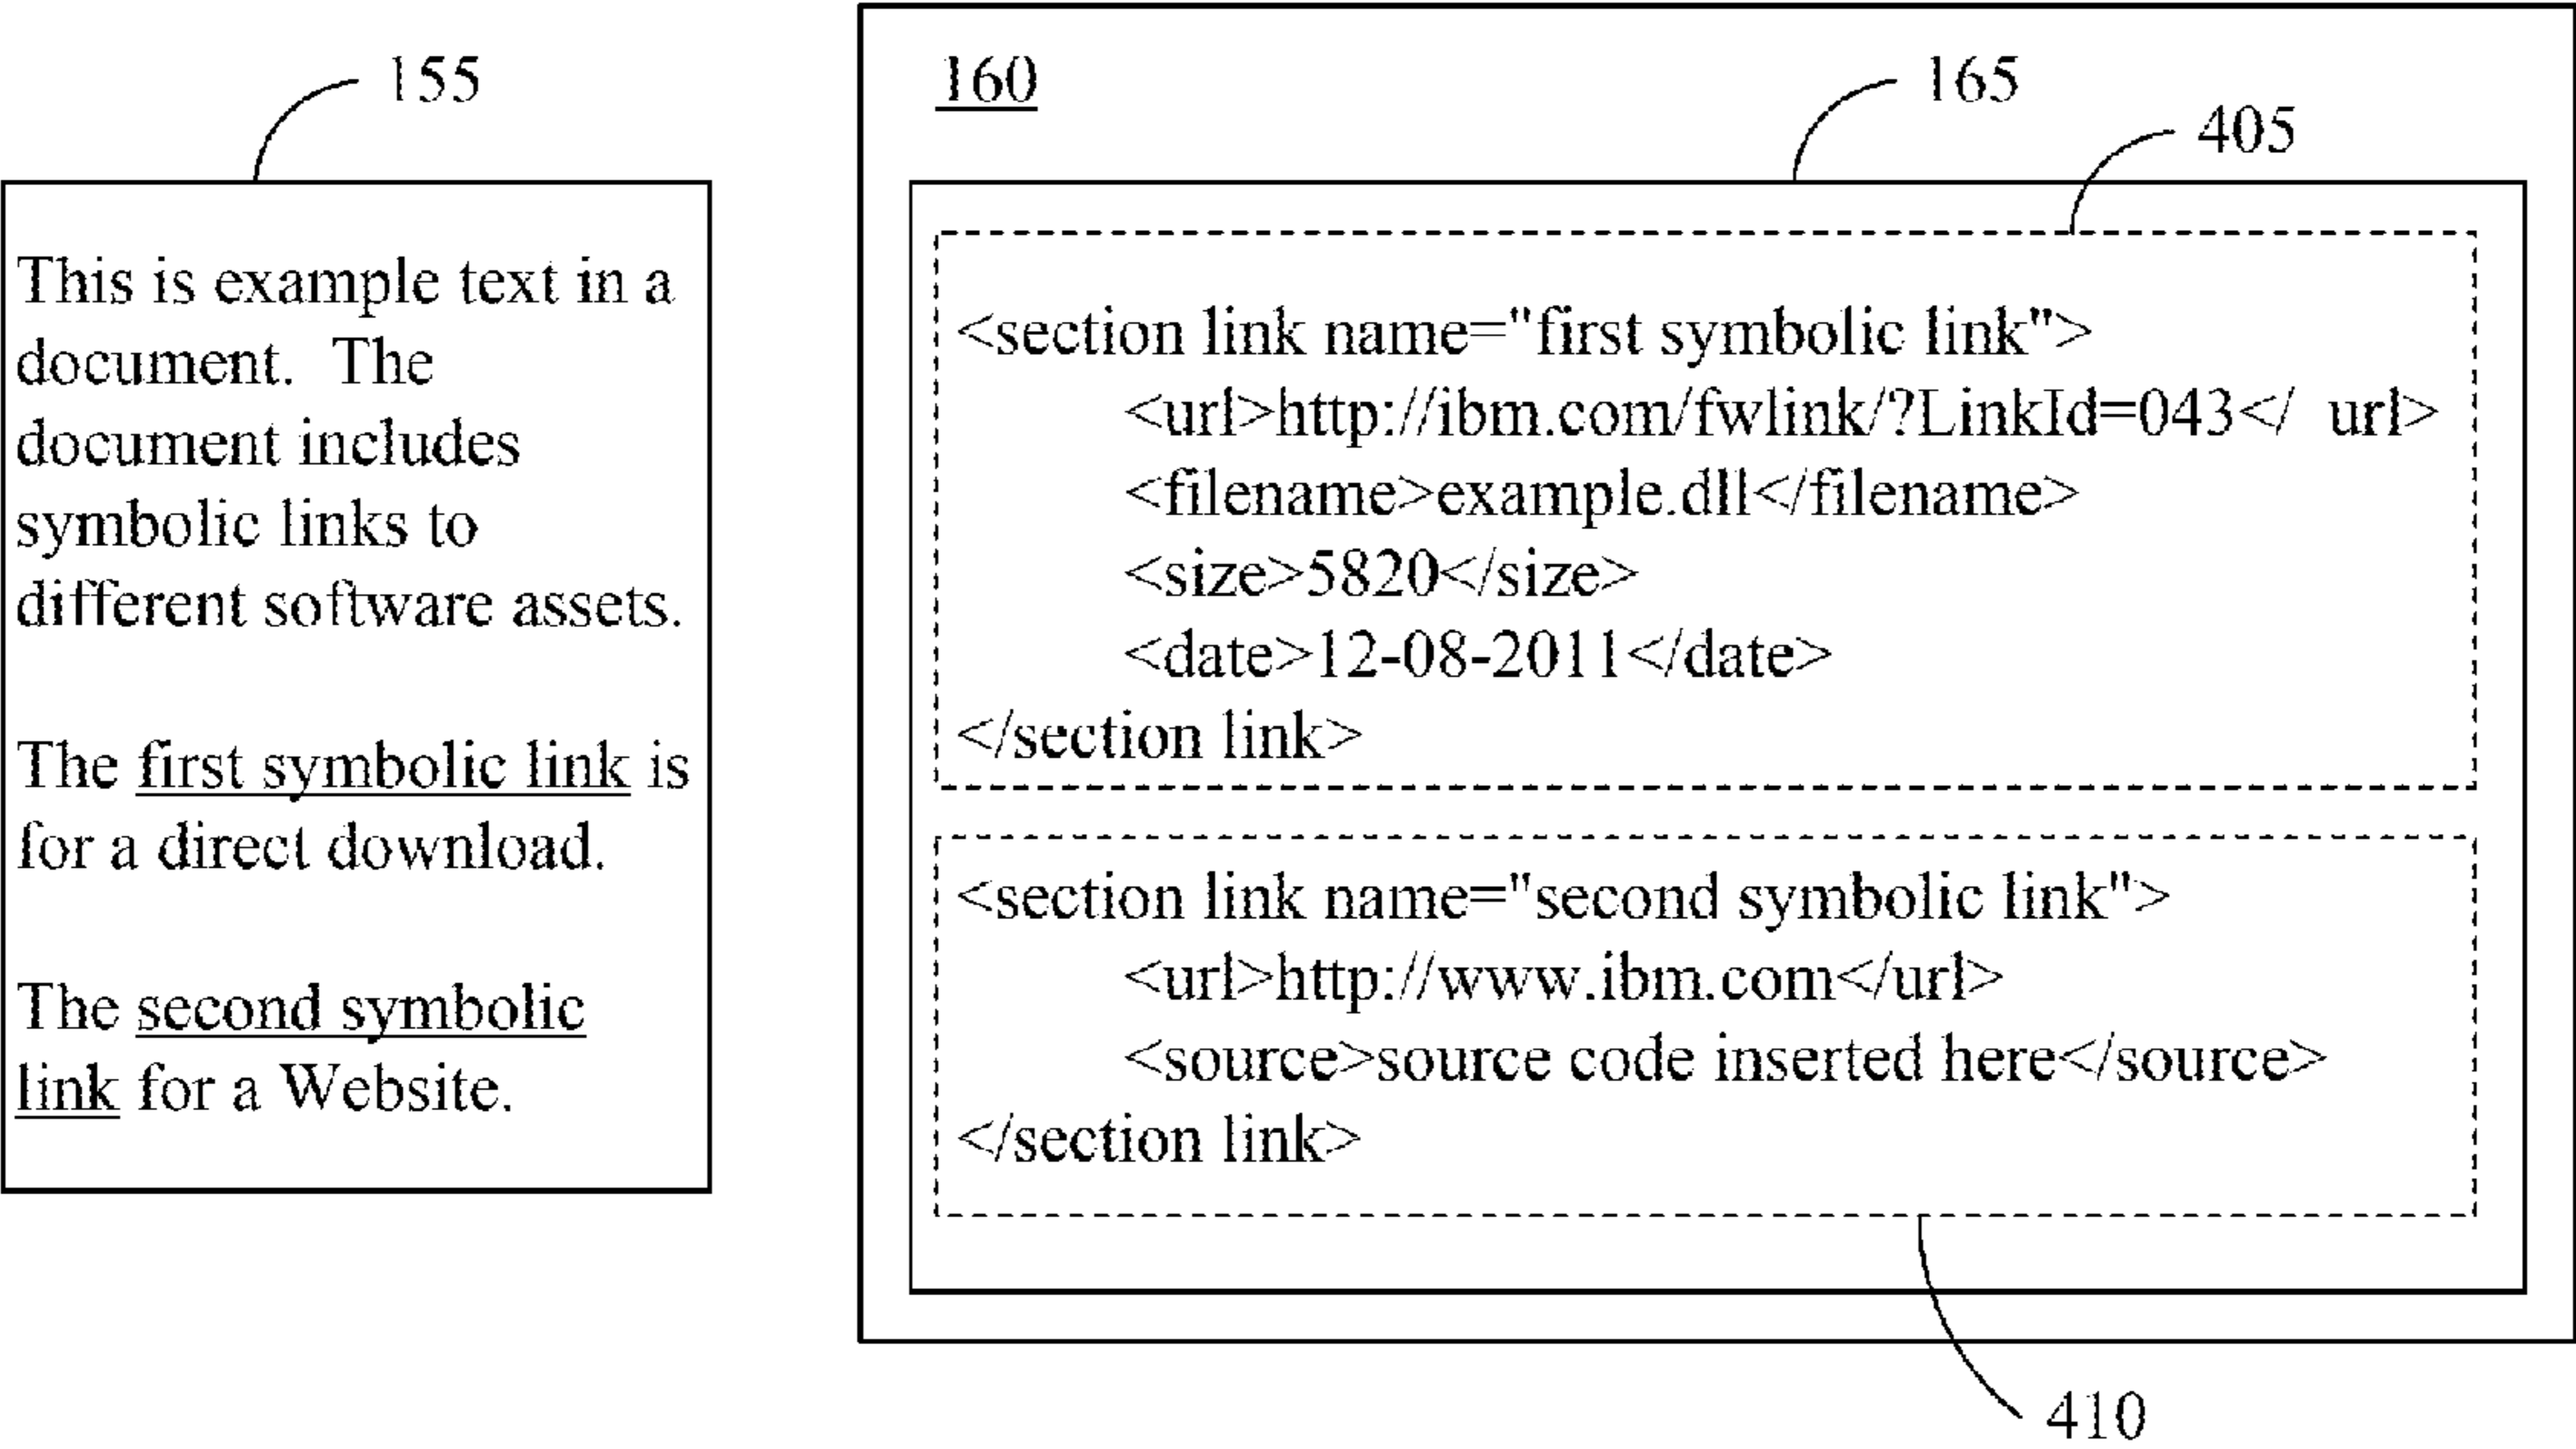 155
This is example text in a
document.  The
document includes
symbolic links to
different software assets.
The first symbolic link is
for a direct download.
The second symbolic
link for a Website.
160
165
405
<section link name="first symbolic link">
<url>http://ibm.com/fwlink/?LinkId=043</  url>
<filename>example.dll</filename>
<size>5820</size>
<date>12-08-2011</date>
</section link>
<section link name="second symbolic link">
<url>http://www.ibm.com</url>
<source>source code inserted here</source>
</section link>
410